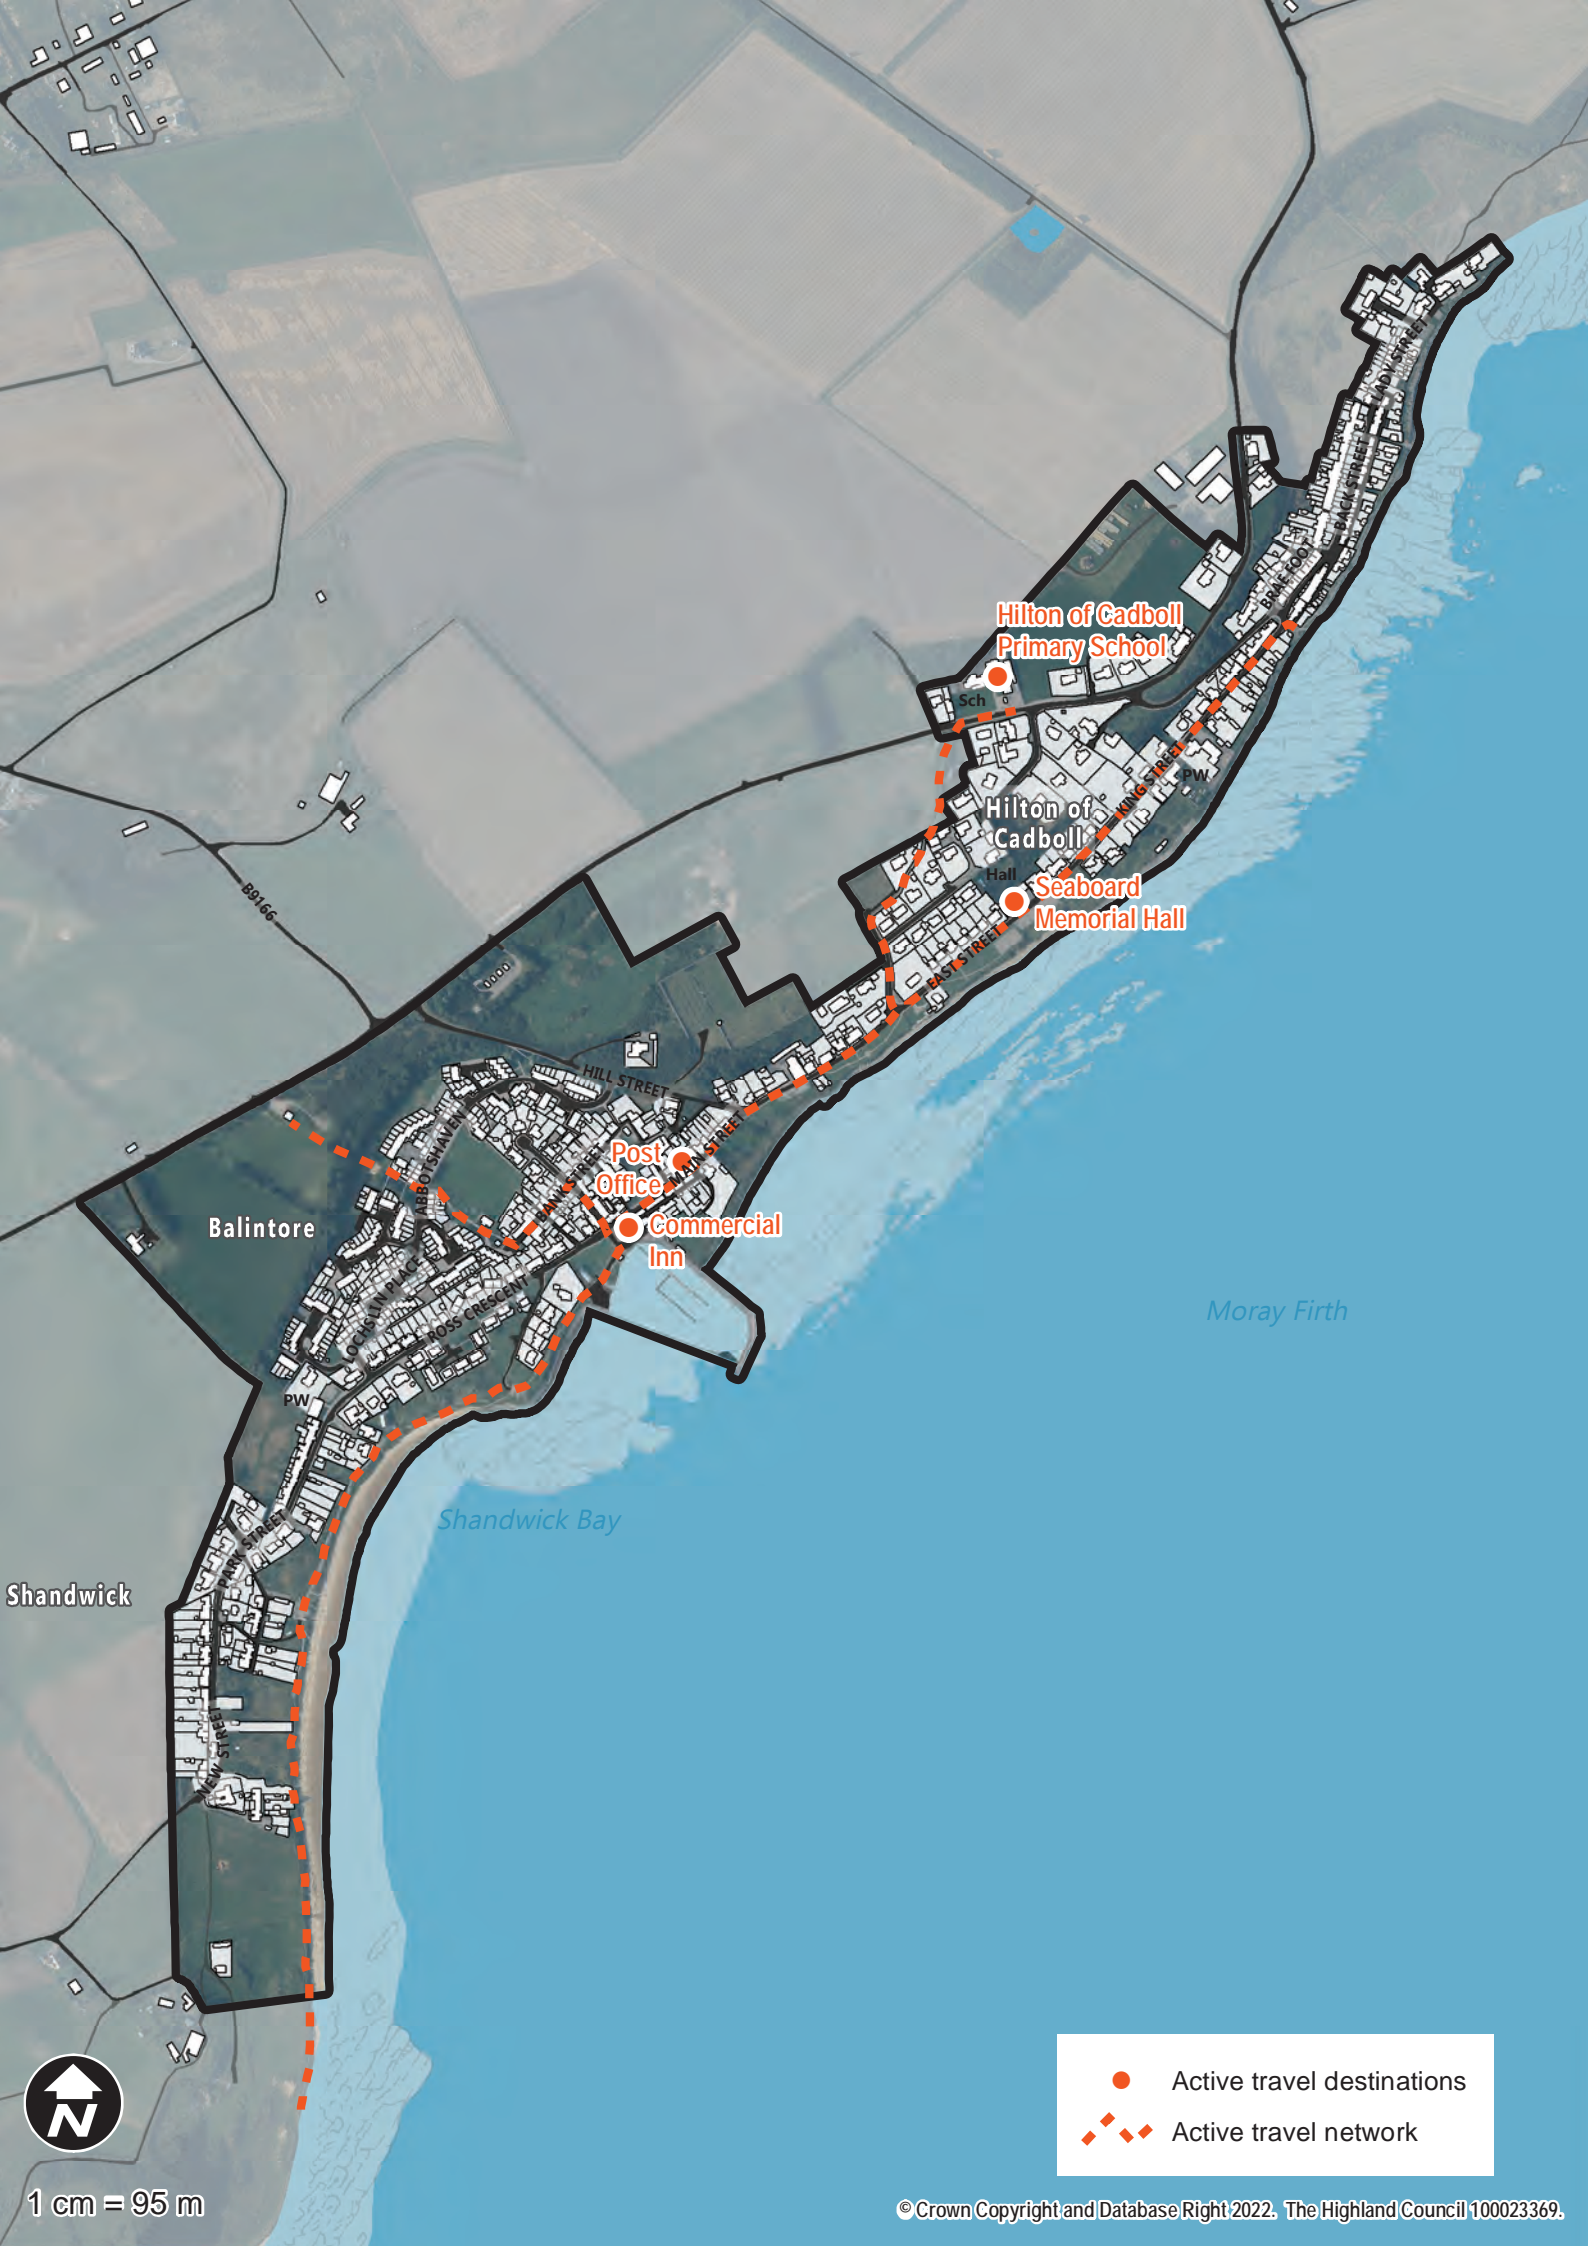 LADY STREET
BACK STREET
BRAE FOOT
Hilton of Cadboll
Primary School
Sch
KING STREET
PW
Hilton of
Cadboll
Hall
Seaboard
Memorial Hall
EAST STREET
B9166
HILL STREET
ABBOTSHAVEN
Post
Office
MAIN STREET
BANK STREET
Balintore
Commercial
Inn
LOCHSLIN PLACE
ROSS CRESCENT
Moray Firth
PW
Shandwick Bay
PARK STREET
Shandwick
NEW STREET
N
Active travel destinations
Active travel network
1 cm = 95 m
© Crown Copyright and Database Right 2022. The Highland Council 100023369.